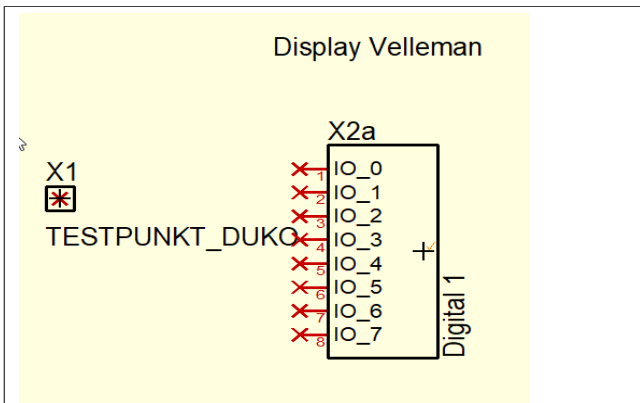 Display Velleman
X2a
X1
TESTPUNKT_DUKO
1 IO_0
2 IO_1
3 IO_2
4 IO_3
5 IO_4
6 IO_5
7 IO_6
8 IO_7
Digital 1